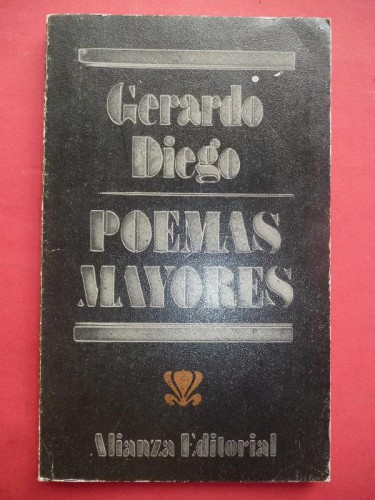 Gerardo
Diego
POEMAS
MAYORES
Alianza Editorial